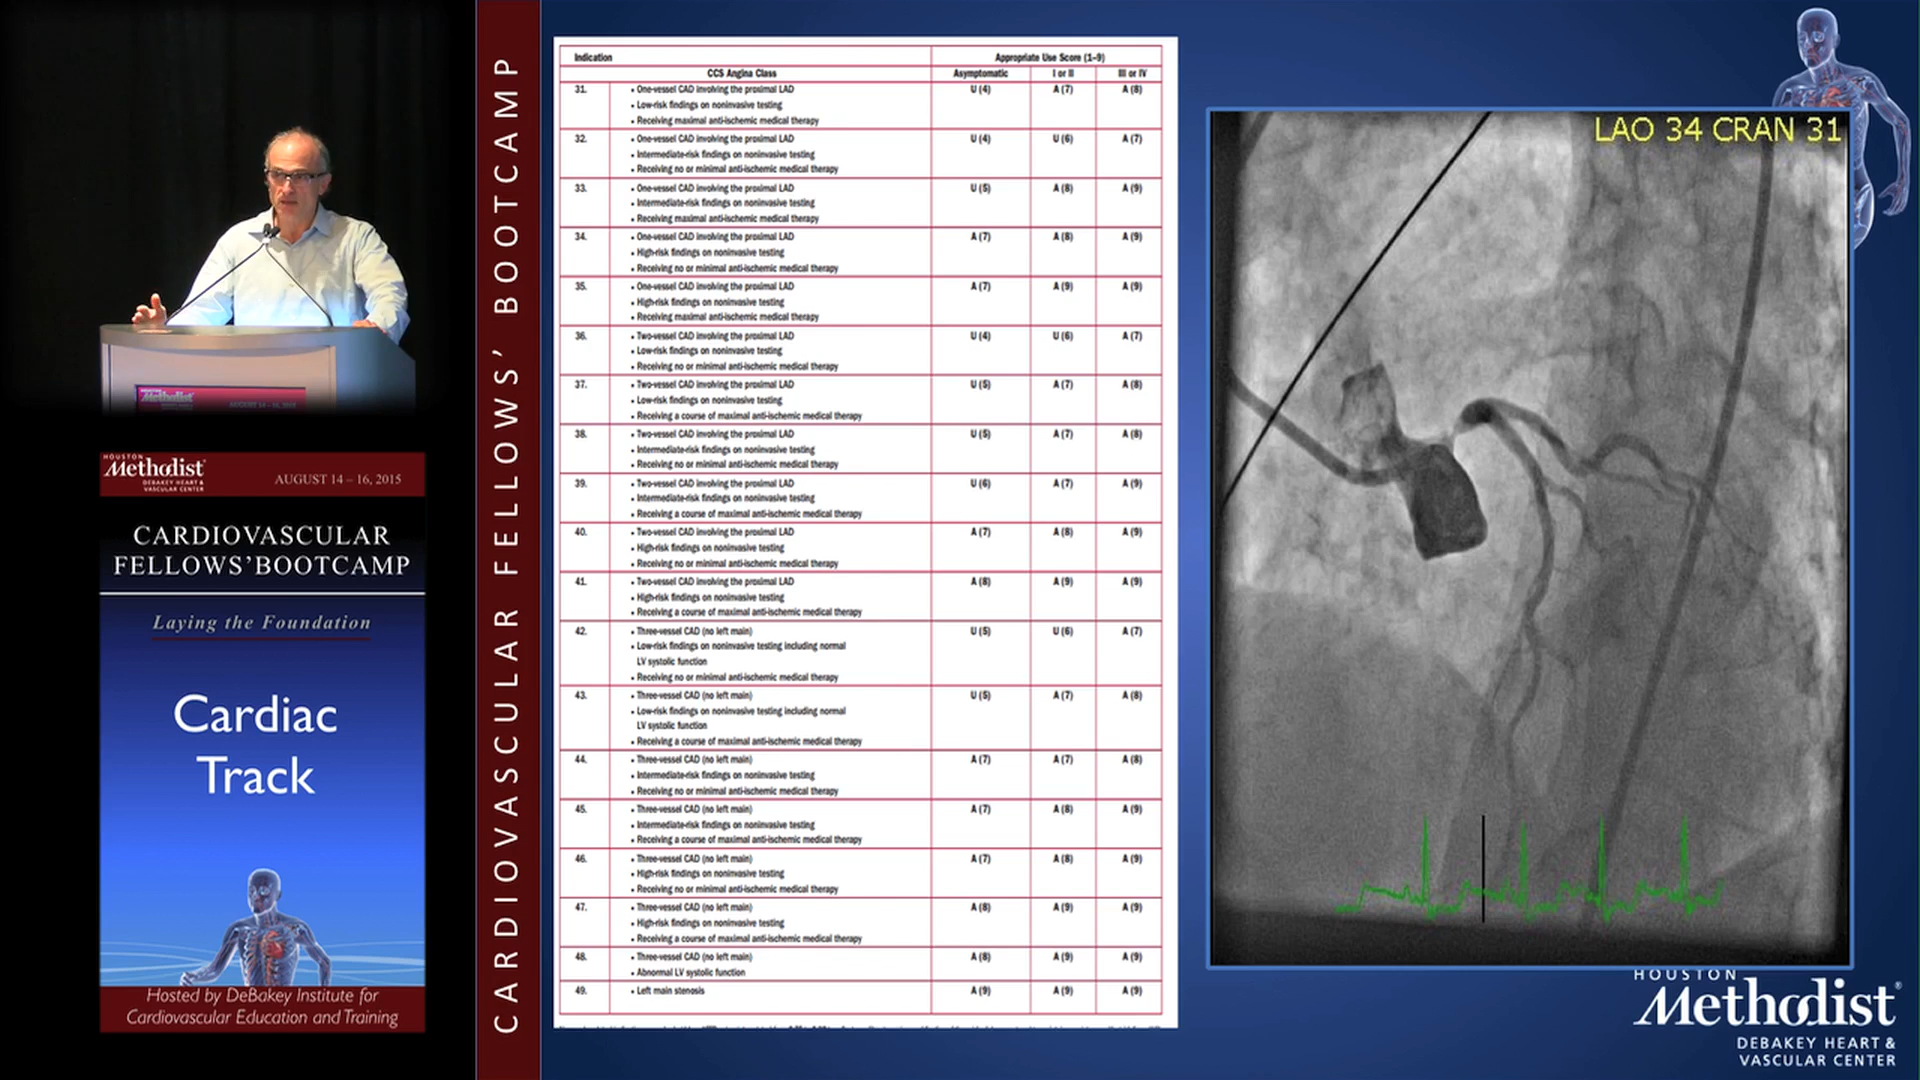 HOUSTON
Methodist
DEBAKEY HEART &
VASCULAR CENTER
AUGUST 14 – 16, 2015
CARDIOVASCULAR
FELLOWS'BOOTCAMP
Laying the Foundation
Cardiac
Track
Hosted by DeBakey Institute for
Cardiovascular Education and Training
CARDIOVASCULAR FELLOWS' BOOTCAMP
Indication Appropriate Use Score (1–9)
CCS Angina Class Asymptomatic I or II III or IV
31. • One-vessel CAD involving the proximal LAD U (4) A (7) A (8)
• Low-risk findings on noninvasive testing
• Receiving maximal anti-ischemic medical therapy
32. • One-vessel CAD involving the proximal LAD U (4) U (6) A (7)
• Intermediate-risk findings on noninvasive testing
• Receiving no or minimal anti-ischemic medical therapy
33. • One-vessel CAD involving the proximal LAD U (5) A (8) A (9)
• Intermediate-risk findings on noninvasive testing
• Receiving maximal anti-ischemic medical therapy
34. • One-vessel CAD involving the proximal LAD A (7) A (8) A (9)
• High-risk findings on noninvasive testing
• Receiving no or minimal anti-ischemic medical therapy
35. • One-vessel CAD involving the proximal LAD A (7) A (9) A (9)
• High-risk findings on noninvasive testing
• Receiving maximal anti-ischemic medical therapy
36. • Two-vessel CAD involving the proximal LAD U (4) U (6) A (7)
• Low-risk findings on noninvasive testing
• Receiving no or minimal anti-ischemic medical therapy
37. • Two-vessel CAD involving the proximal LAD U (5) A (7) A (8)
• Low-risk findings on noninvasive testing
• Receiving a course of maximal anti-ischemic medical therapy
38. • Two-vessel CAD involving the proximal LAD U (5) A (7) A (8)
• Intermediate-risk findings on noninvasive testing
• Receiving no or minimal anti-ischemic medical therapy
39. • Two-vessel CAD involving the proximal LAD U (6) A (7) A (9)
• Intermediate-risk findings on noninvasive testing
• Receiving a course of maximal anti-ischemic medical therapy
40. • Two-vessel CAD involving the proximal LAD A (7) A (8) A (9)
• High-risk findings on noninvasive testing
• Receiving no or minimal anti-ischemic medical therapy
41. • Two-vessel CAD involving the proximal LAD A (8) A (9) A (9)
• High-risk findings on noninvasive testing
• Receiving a course of maximal anti-ischemic medical therapy
42. • Three-vessel CAD (no left main) U (5) U (6) A (7)
• Low-risk findings on noninvasive testing including normal
LV systolic function
• Receiving no or minimal anti-ischemic medical therapy
43. • Three-vessel CAD (no left main) U (5) A (7) A (8)
• Low-risk findings on noninvasive testing including normal
LV systolic function
• Receiving a course of maximal anti-ischemic medical therapy
44. • Three-vessel CAD (no left main) A (7) A (7) A (8)
• Intermediate-risk findings on noninvasive testing
• Receiving no or minimal anti-ischemic medical therapy
45. • Three-vessel CAD (no left main) A (7) A (8) A (9)
• Intermediate-risk findings on noninvasive testing
• Receiving a course of maximal anti-ischemic medical therapy
46. • Three-vessel CAD (no left main) A (7) A (8) A (9)
• High-risk findings on noninvasive testing
• Receiving no or minimal anti-ischemic medical therapy
47. • Three-vessel CAD (no left main) A (8) A (9) A (9)
• High-risk findings on noninvasive testing
• Receiving a course of maximal anti-ischemic medical therapy
48. • Three-vessel CAD (no left main) A (8) A (9) A (9)
• Abnormal LV systolic function
49. • Left main stenosis A (9) A (9) A (9)
LAO 34 CRAN 31
HOUSTON
Methodist®
DEBAKEY HEART &
VASCULAR CENTER